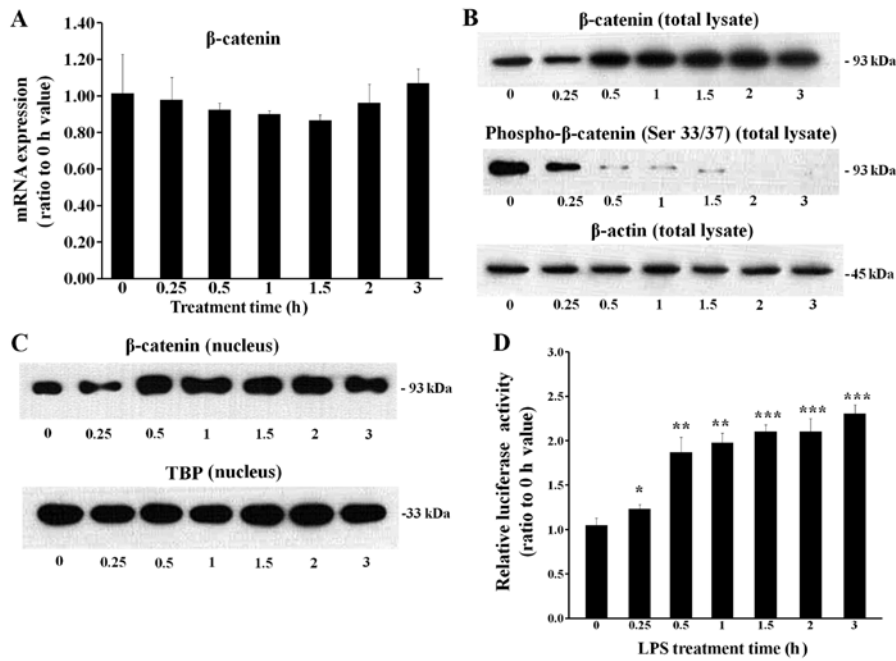 A
β-catenin
mRNA expression
(ratio to 0 h value)
1.40
1.20
1.00
0.80
0.60
0.40
0.20
0.00
0 0.25 0.5 1 1.5 2 3
Treatment time (h)
B
β-catenin (total lysate)
- 93 kDa
0 0.25 0.5 1 1.5 2 3
Phospho-β-catenin (Ser 33/37) (total lysate)
- 93 kDa
0 0.25 0.5 1 1.5 2 3
β-actin (total lysate)
-45 kDa
0 0.25 0.5 1 1.5 2 3
C
β-catenin (nucleus)
- 93 kDa
0 0.25 0.5 1 1.5 2 3
TBP (nucleus)
-33 kDa
0 0.25 0.5 1 1.5 2 3
D
Relative luciferase activity
(ratio to 0 h value)
3.0
2.5
2.0
1.5
1.0
0.5
0.0
* ** ** *** *** ***
0 0.25 0.5 1 1.5 2 3
LPS treatment time (h)